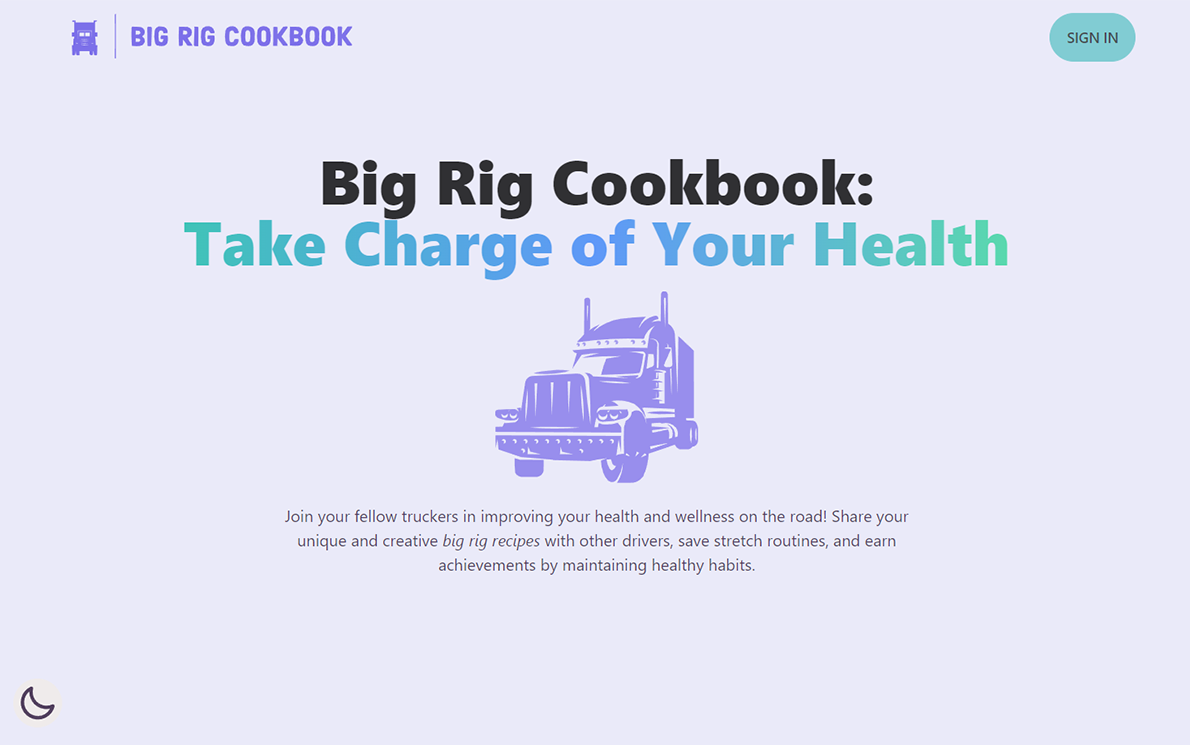 BIG RIG COOKBOOK
SIGN IN
Big Rig Cookbook:
Take Charge of Your Health
Join your fellow truckers in improving your health and wellness on the road! Share your
unique and creative big rig recipes with other drivers, save stretch routines, and earn
achievements by maintaining healthy habits.